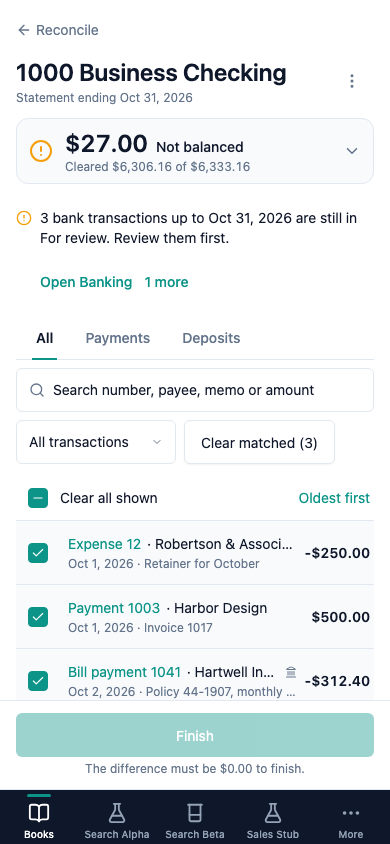 Reconcile
1000 Business Checking
Statement ending Oct 31, 2026
$27.00 Not balanced
Cleared $6,306.16 of $6,333.16
3 bank transactions up to Oct 31, 2026 are still in
For review. Review them first.
Open Banking 1 more
All Payments Deposits
Search number, payee, memo or amount
All transactions Clear matched (3)
Clear all shown Oldest first
Expense 12 · Robertson & Associ... -$250.00
Oct 1, 2026 · Retainer for October
Payment 1003 · Harbor Design $500.00
Oct 1, 2026 · Invoice 1017
Bill payment 1041 · Hartwell In... -$312.40
Oct 2, 2026 · Policy 44-1907, monthly ...
Finish
The difference must be $0.00 to finish.
Books Search Alpha Search Beta Sales Stub More